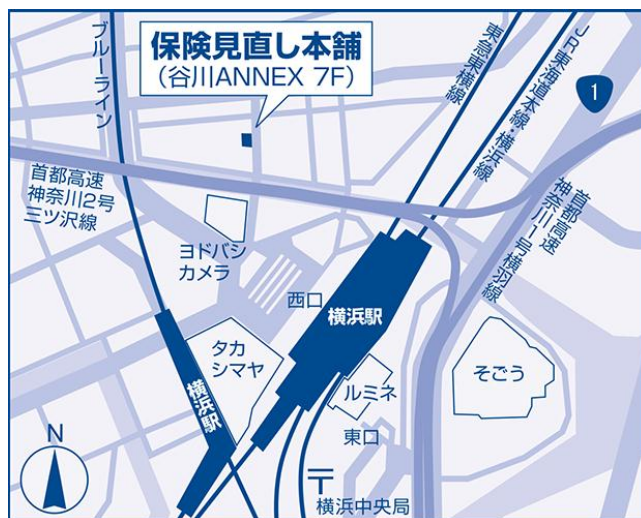 保険見直し本舗
(谷川ANNEX 7F)
ブルーライン
東急東横線
JR東海道本線・横浜線
1
首都高速
神奈川2号
三ツ沢線
首都高速
神奈川1号横羽線
ヨドバシ
カメラ
西口
横浜駅
タカ
シマヤ
横浜駅
ルミネ
そごう
東口
N
〒
横浜中央局